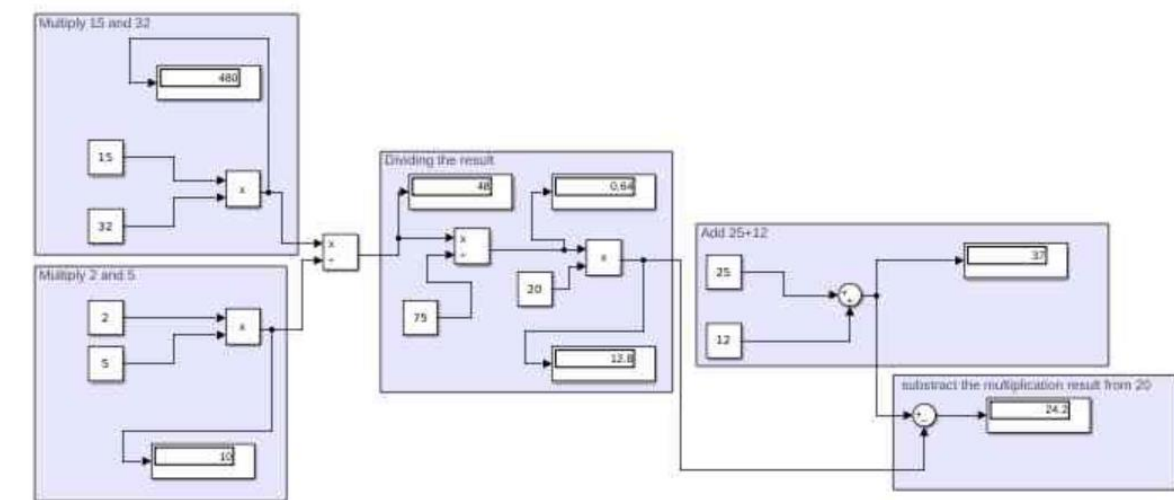 Multiply 15 and 32
480
15
x
32
x
÷
Multiply 2 and 5
2
x
5
10
Dividing the result
48
0.64
x
÷
x
20
75
12.8
Add 25+12
37
25
+
+
12
substract the multiplication result from 20
24.2
+
-